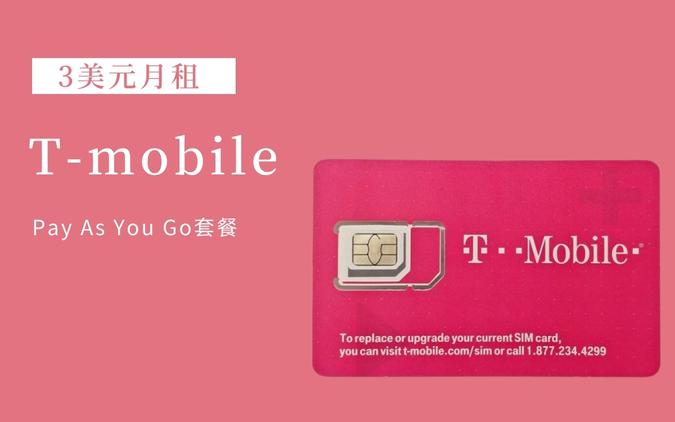 3美元月租
T-mobile
Pay As You Go套餐
T··Mobile·®
To replace or upgrade your current SIM card,
you can visit t-mobile.com/sim or call 1.877.234.4299